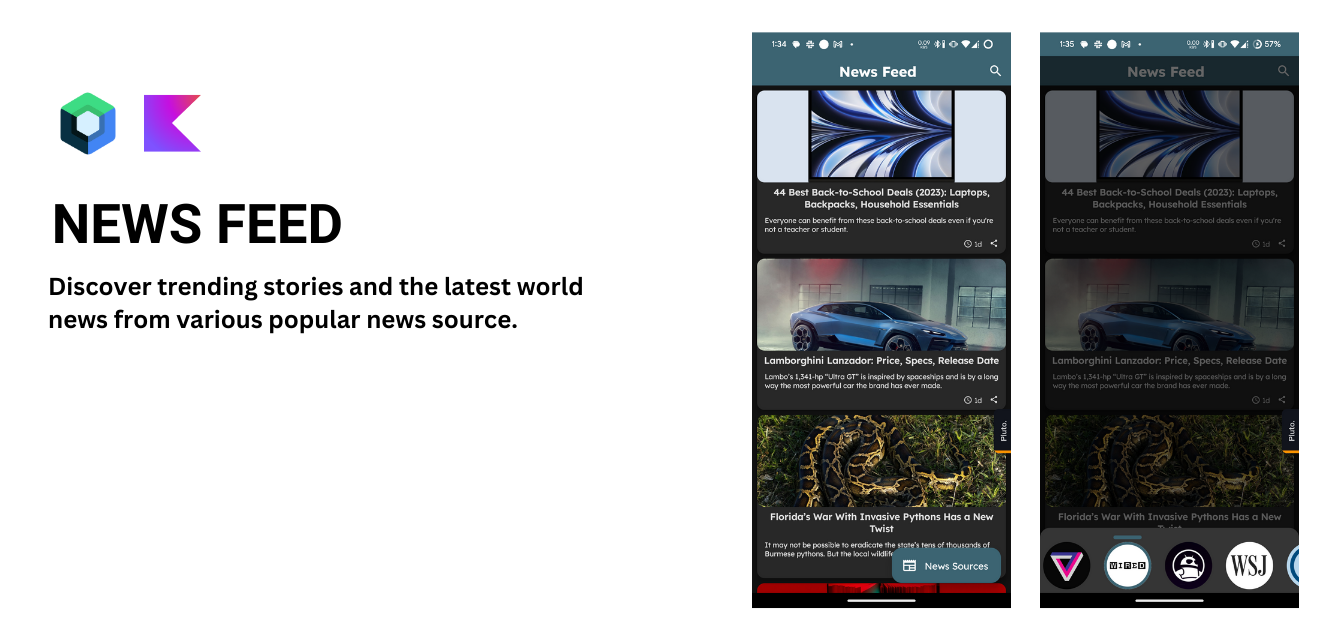 NEWS FEED
Discover trending stories and the latest world
news from various popular news source.
1:34
0.09
News Feed
44 Best Back-to-School Deals (2023): Laptops,
Backpacks, Household Essentials
Everyone can benefit from these back-to-school deals even if you're
not a teacher or student.
1d
Lamborghini Lanzador: Price, Specs, Release Date
Lambo's 1,341-hp "Ultra GT" is inspired by spaceships and is by a long
way the most powerful car the brand has ever made.
1d
Pluto.
Florida's War With Invasive Pythons Has a New
Twist
It may not be possible to eradicate the state's tens of thousands of
Burmese pythons. But the local wildlife
News Sources
1:35
0.00
57%
News Feed
44 Best Back-to-School Deals (2023): Laptops,
Backpacks, Household Essentials
Everyone can benefit from these back-to-school deals even if you're
not a teacher or student.
1d
Lamborghini Lanzador: Price, Specs, Release Date
Lambo's 1,341-hp "Ultra GT" is inspired by spaceships and is by a long
way the most powerful car the brand has ever made.
1d
Pluto.
Florida's War With Invasive Pythons Has a New
Twist
WIRED
WSJ